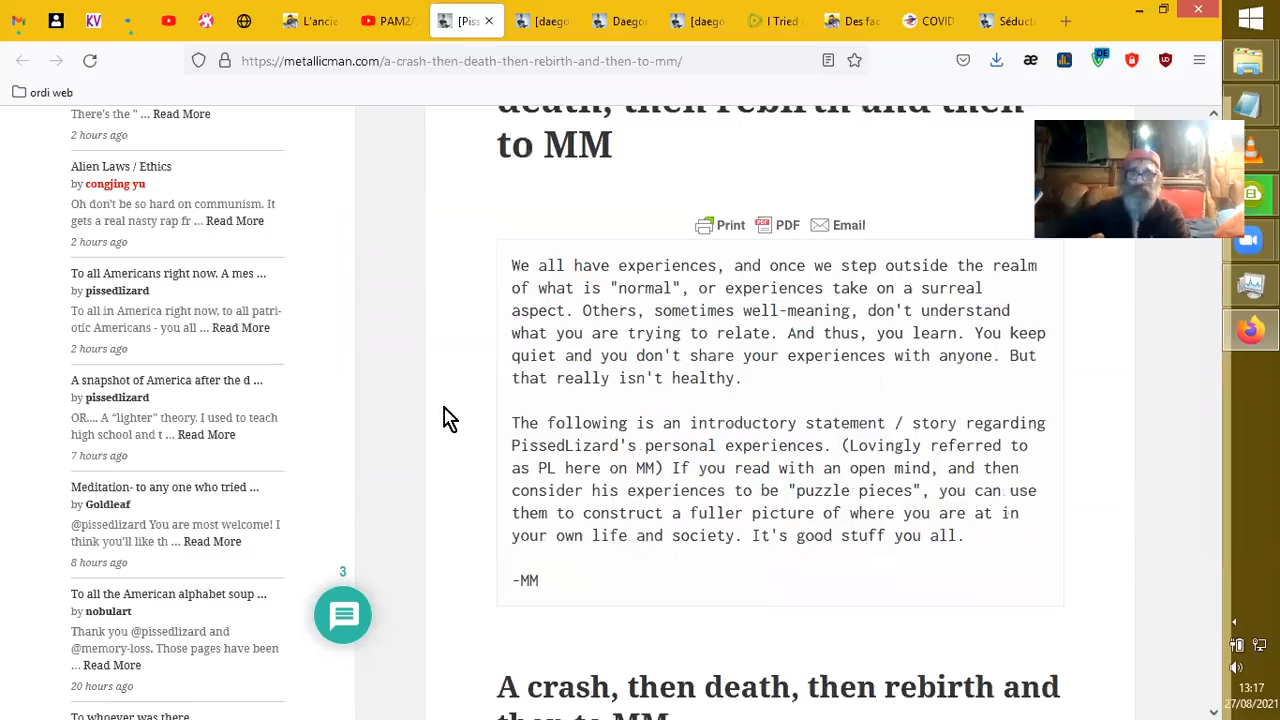 L'ancie
PAM2/
[Piss
[daego
Daego
[daego
I Tried
Des fac
COVID
Séduct
https://metallicman.com/a-crash-then-death-then-rebirth-and-then-to-mm/
ordi web
There's the " ... Read More
2 hours ago
Alien Laws / Ethics
by congjing yu
Oh don't be so hard on communism. It
gets a real nasty rap fr ... Read More
2 hours ago
To all Americans right now. A mes ...
by pissedlizard
To all in America right now, to all patri-
otic Americans - you all ... Read More
2 hours ago
A snapshot of America after the d ...
by pissedlizard
OR.... A “lighter” theory. I used to teach
high school and t ... Read More
7 hours ago
Meditation- to any one who tried ...
by Goldleaf
@pissedlizard You are most welcome! I
think you'll like th ... Read More
8 hours ago
To all the American alphabet soup ...
by nobulart
Thank you @pissedlizard and
@memory-loss. Those pages have been
... Read More
20 hours ago
To whoever was there
3
death, then rebirth and then
to MM
Print PDF Email
We all have experiences, and once we step outside the realm
of what is "normal", or experiences take on a surreal
aspect. Others, sometimes well-meaning, don't understand
what you are trying to relate. And thus, you learn. You keep
quiet and you don't share your experiences with anyone. But
that really isn't healthy.
The following is an introductory statement / story regarding
PissedLizard's personal experiences. (Lovingly referred to
as PL here on MM) If you read with an open mind, and then
consider his experiences to be "puzzle pieces", you can use
them to construct a fuller picture of where you are at in
your own life and society. It's good stuff you all.
-MM
A crash, then death, then rebirth and
then to MM
13:17
27/08/2021